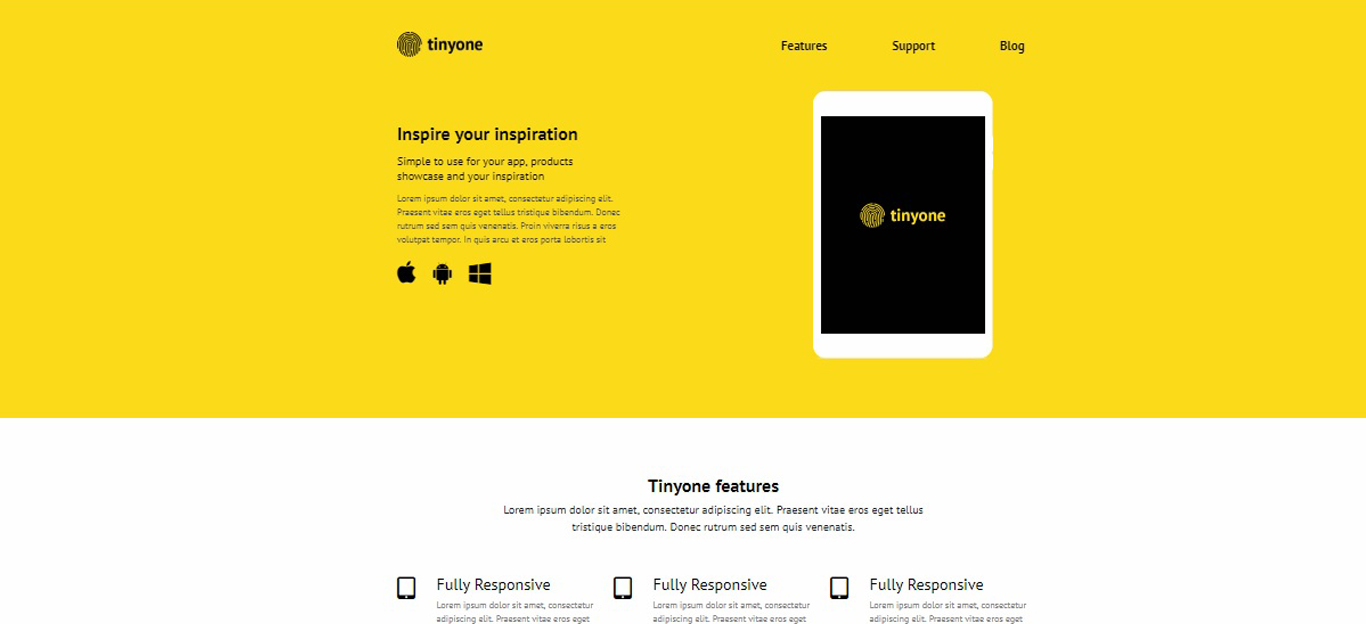 tinyone
Features
Support
Blog
Inspire your inspiration
Simple to use for your app, products
showcase and your inspiration
Lorem ipsum dolor sit amet, consectetur adipiscing elit.
Praesent vitae eros eget tellus tristique bibendum. Donec
rutrum sed sem quis venenatis. Proin viverra risus a eros
volutpat tempor. In quis arcu et eros porta lobortis sit
tinyone
Tinyone features
Lorem ipsum dolor sit amet, consectetur adipiscing elit. Praesent vitae eros eget tellus
tristique bibendum. Donec rutrum sed sem quis venenatis.
Fully Responsive
Lorem ipsum dolor sit amet, consectetur
adipiscing elit. Praesent vitae eros eget
Fully Responsive
Lorem ipsum dolor sit amet, consectetur
adipiscing elit. Praesent vitae eros eget
Fully Responsive
Lorem ipsum dolor sit amet, consectetur
adipiscing elit. Praesent vitae eros eget